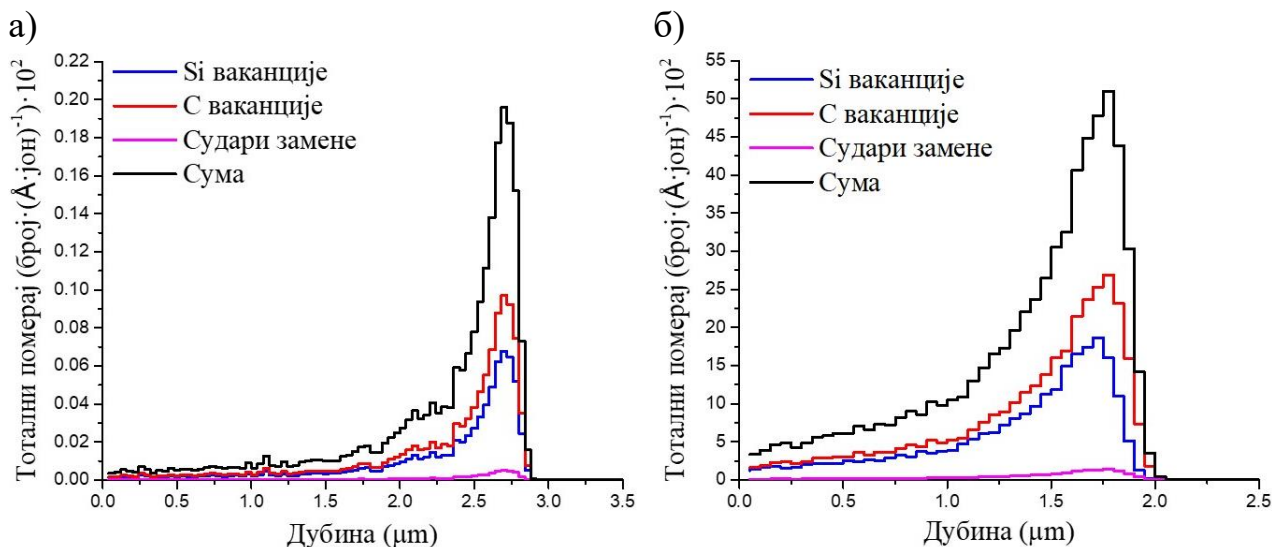 а)
Тотални померај (број·(Å·јон)⁻¹)·10²
0.22
0.20
0.18
0.16
0.14
0.12
0.10
0.08
0.06
0.04
0.02
0.00
Si ваканције
C ваканције
Судари замене
Сума
0.0 0.5 1.0 1.5 2.0 2.5 3.0 3.5
Дубина (µm)
б)
Тотални померај (број·(Å·јон)⁻¹)·10²
55
50
45
40
35
30
25
20
15
10
5
0
Si ваканције
C ваканције
Судари замене
Сума
0.0 0.5 1.0 1.5 2.0 2.5
Дубина (µm)